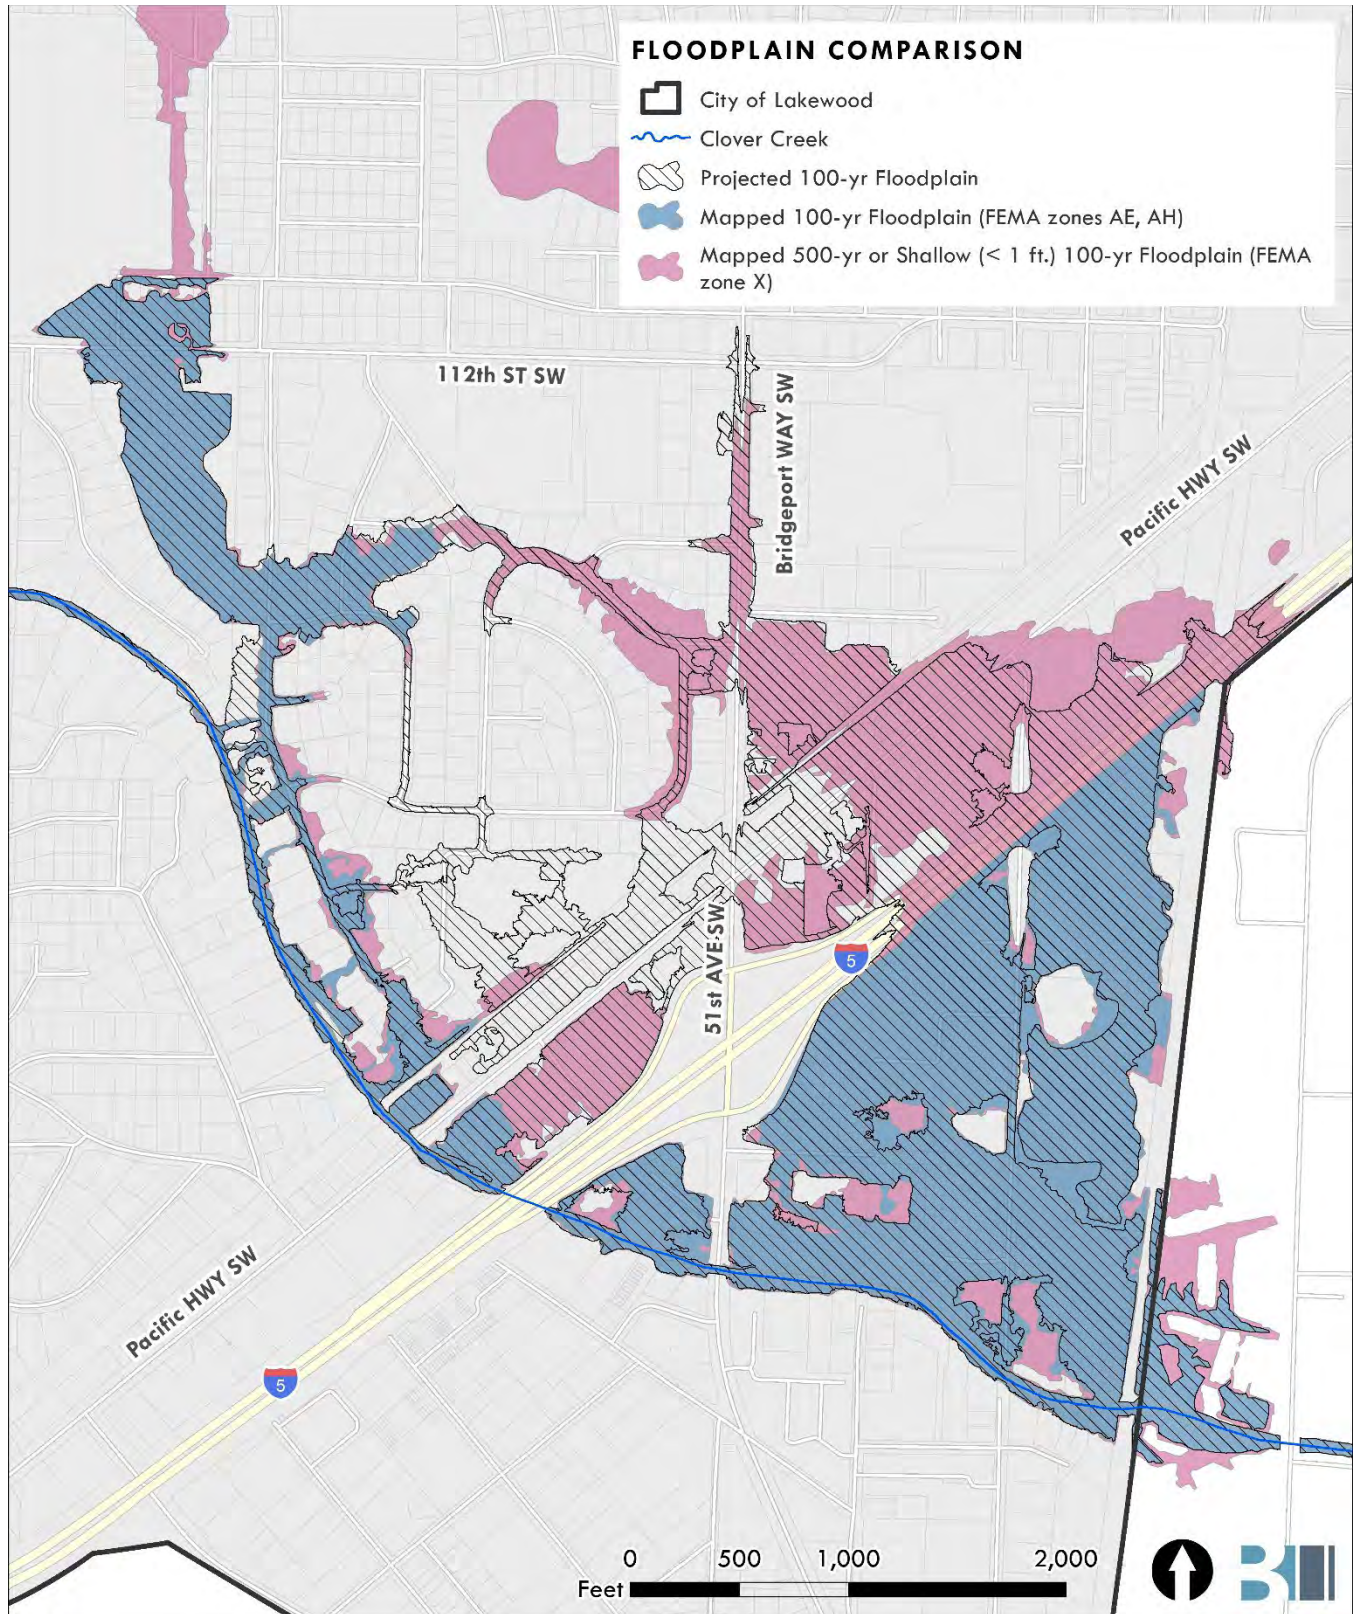 FLOODPLAIN COMPARISON
City of Lakewood
Clover Creek
Projected 100-yr Floodplain
Mapped 100-yr Floodplain (FEMA zones AE, AH)
Mapped 500-yr or Shallow (< 1 ft.) 100-yr Floodplain (FEMA
zone X)
112th ST SW
Bridgeport WAY SW
Pacific HWY SW
51st AVE SW
5
Pacific HWY SW
5
0 500 1,000 2,000
Feet